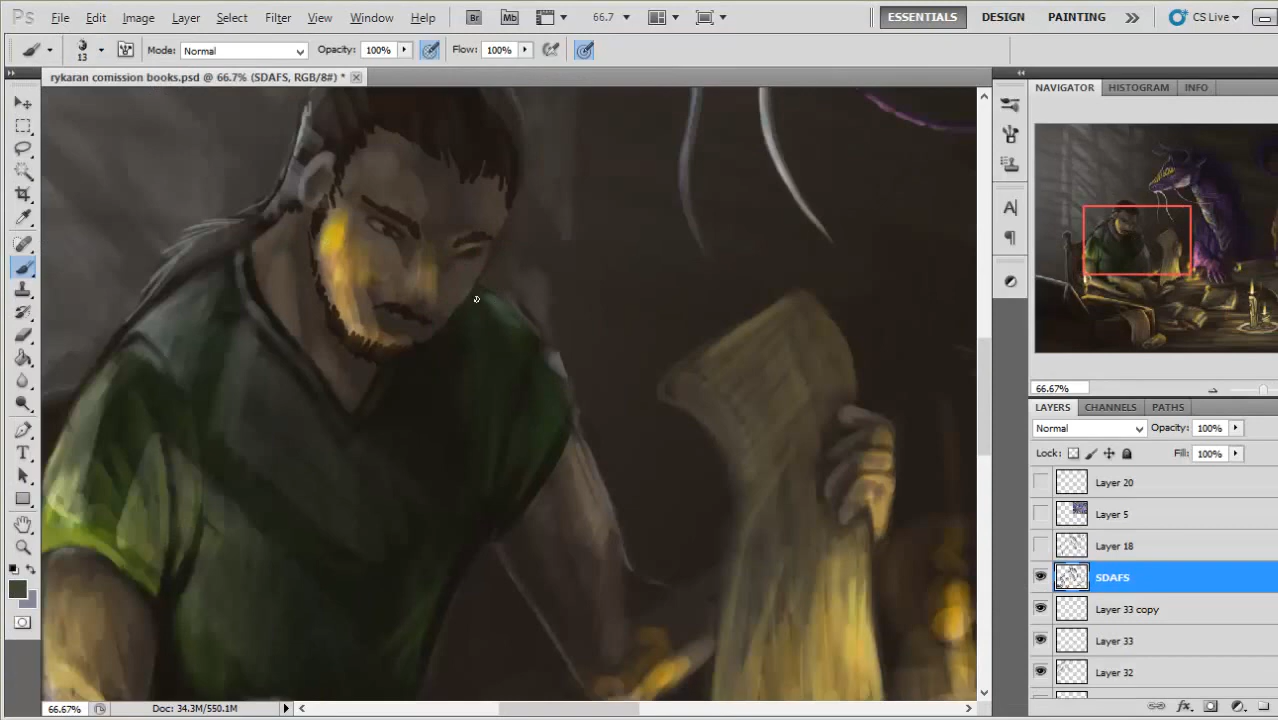 Ps File Edit Image Layer Select Filter View Window Help Br Mb 66.7 ESSENTIALS DESIGN PAINTING CS Live
13 Mode: Normal Opacity: 100% Flow: 100%
rykaran comission books.psd @ 66.7% (SDAFS, RGB/8#) *
NAVIGATOR HISTOGRAM INFO
66.67%
LAYERS CHANNELS PATHS
Normal Opacity: 100%
Lock: Fill: 100%
Layer 20
Layer 5
Layer 18
SDAFS
Layer 33 copy
Layer 33
Layer 32
66.67% Doc: 34.3M/550.1M